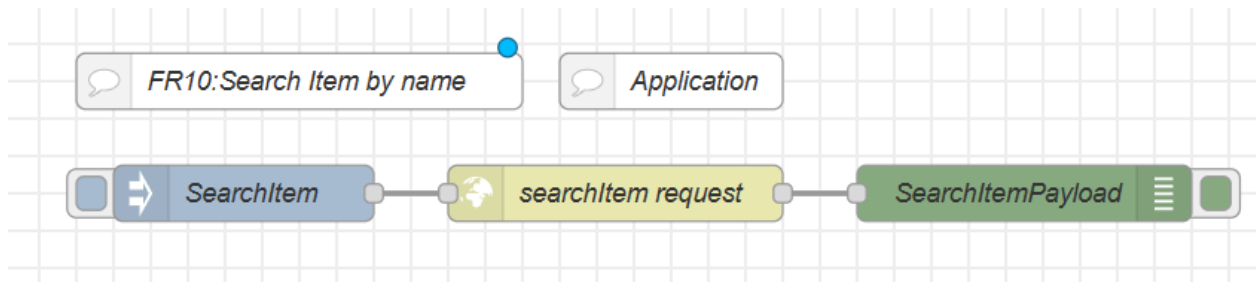 FR10:Search Item by name
Application
SearchItem
searchItem request
SearchItemPayload